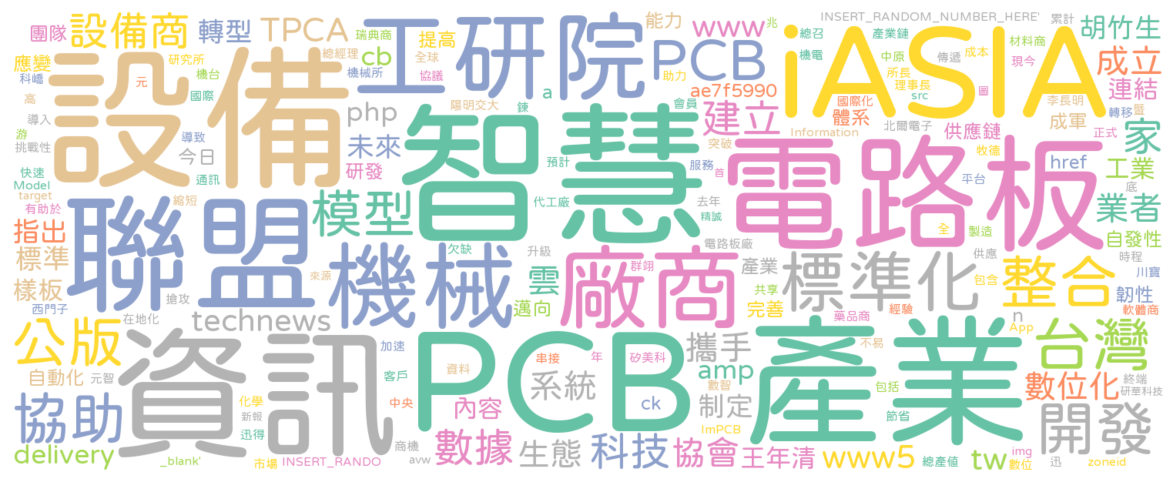 團隊 設備商 轉型 TPCA 工研院 能力 www 兆 INSERT_RANDOM_NUMBER_HERE' 累計 胡竹生
應變 研究所 瑞典商 cb 提高 PCB iASIA 總召 產業鏈 材料商 成立
科嶠 機台 總經理 機械所 全球 協議 助力 機電 中原 傳遞 成本 現今 連結
高 元 國際 設備 陽明交大 鍊 a ae7f5990 會員 國際化 所長 理事長 src 圖 李長明 轉移 暨
導入 php 智慧 建立 體系 北爾電子 供應鏈 成軍 正式 家
游 挑戰性 導致 今日 未來 預計 突破 Information 電路板 收穫 href 工業
快速 通訊 研發 服務 首 平台 底
Model target 縮短 模型 代工廠 去年 業者
有助於 聯盟 精誠 全 製造
指出 機械 欠缺 升級 電路板廠 供應 自發性
標準 來源 雲 群翊 廠商 產業 標準化 包含 整合 時程 川寶
樣板 西門子 搶攻 邁向 共享 完善 藥品商 經驗 n 韌性 軟體商
公版 在地化 technews PCB 產業 App 台灣
資訊 加速 資料 串接 年 矽美科 攜手 不易
自動化 元智 客戶 系統 amp 數智 包括 數位化 終端 研華科技
協助 化學 新報 中央 內容 ck 制定 節省 開發
delivery 迅得 商機 數據 生態 科技 ImPCB 協會 王年清 www5 總產值 tw img
_blank' 市場 INSERT_RANDO avw 數位 迅 zoneid